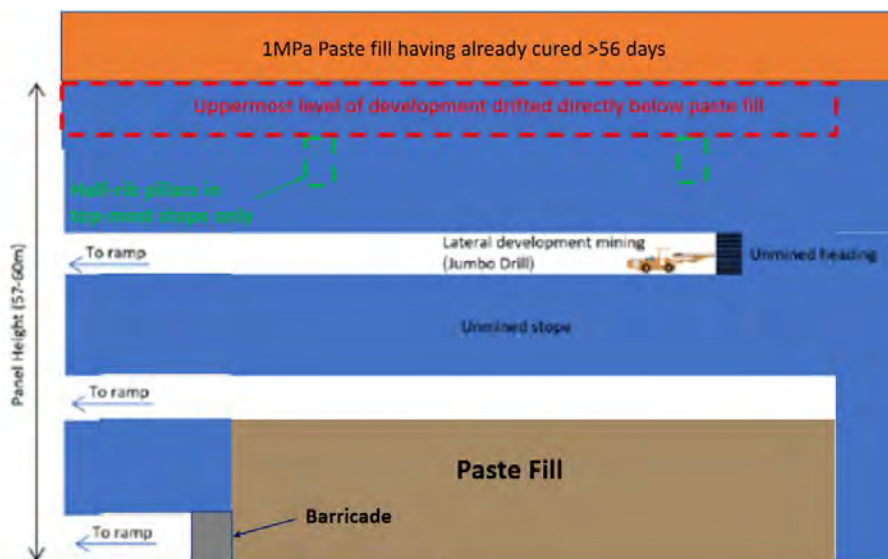 1MPa Paste fill having already cured >56 days
Uppermost level of development drifted directly below paste fill
Half-rib pillars in
top-most stope only
Lateral development mining
(Jumbo Drill)
To ramp
Unmined heading
Panel Height (57-60m)
Unmined stope
To ramp
Paste Fill
Barricade
To ramp